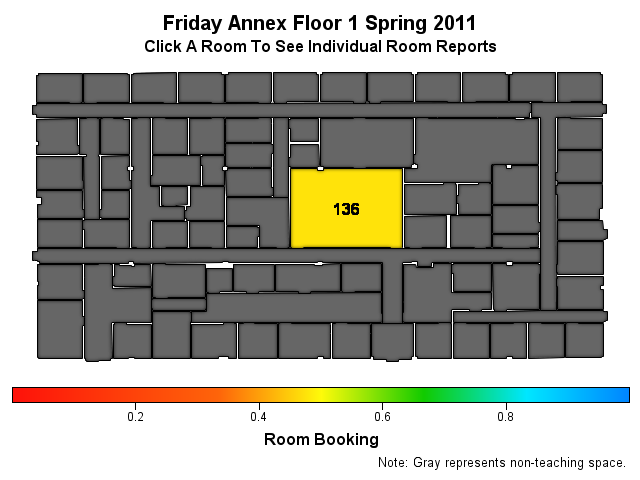 Friday Annex Floor 1 Spring 2011
Click A Room To See Individual Room Reports
136
0.2 0.4 0.6 0.8
Room Booking
Note: Gray represents non-teaching space.